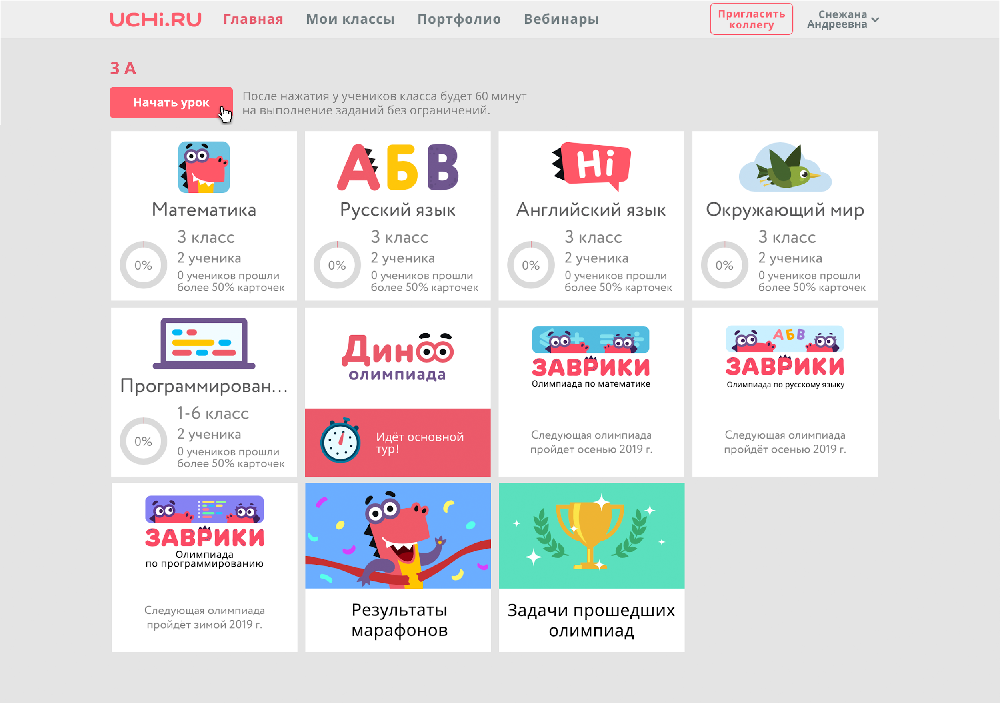 UCHi.RU
Главная
Мои классы
Портфолио
Вебинары
Пригласить
коллегу
Снежана
Андреевна
3 А
Начать урок
После нажатия у учеников класса будет 60 минут
на выполнение заданий без ограничений.
Математика
3 класс
2 ученика
0%
0 учеников прошли
более 50% карточек
АБВ
Русский язык
3 класс
2 ученика
0%
0 учеников прошли
более 50% карточек
Hi
Английский язык
3 класс
2 ученика
0%
0 учеников прошли
более 50% карточек
Окружающий мир
3 класс
2 ученика
0%
0 учеников прошли
более 50% карточек
Программирован...
1-6 класс
2 ученика
0%
0 учеников прошли
более 50% карточек
Дино
олимпиада
Идёт основной
тур!
ЗАВРИКИ
Олимпиада по математике
Следующая олимпиада
пройдет осенью 2019 г.
АБВ
ЗАВРИКИ
Олимпиада по русскому языку
Следующая олимпиада
пройдёт осенью 2019 г.
ЗАВРИКИ
Олимпиада
по программированию
Следующая олимпиада
пройдёт зимой 2019 г.
Результаты
марафонов
Задачи прошедших
олимпиад